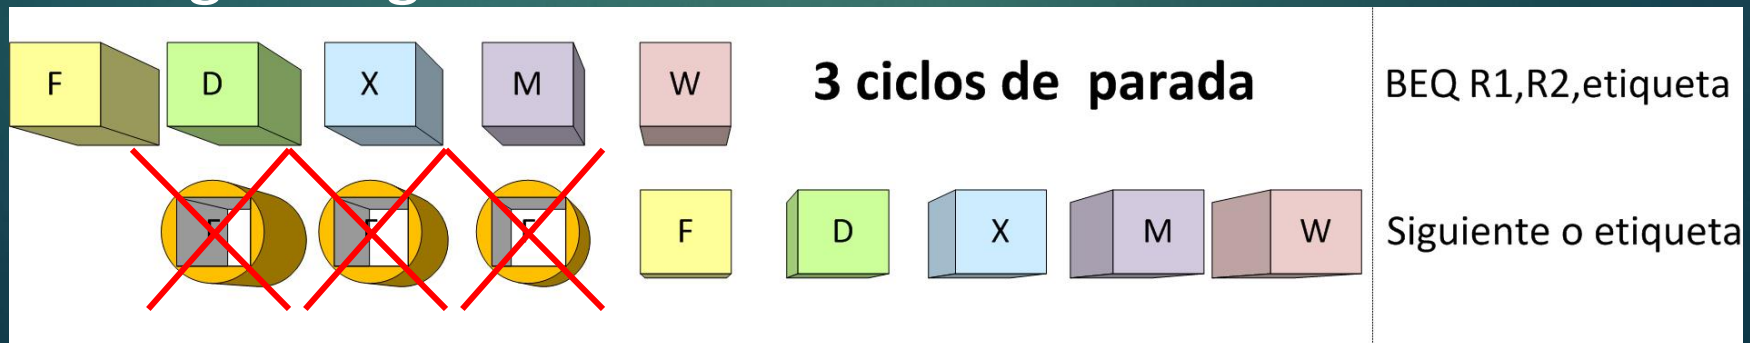 F D X M W 3 ciclos de parada BEQ R1,R2,etiqueta
F D X M W Siguiente o etiqueta